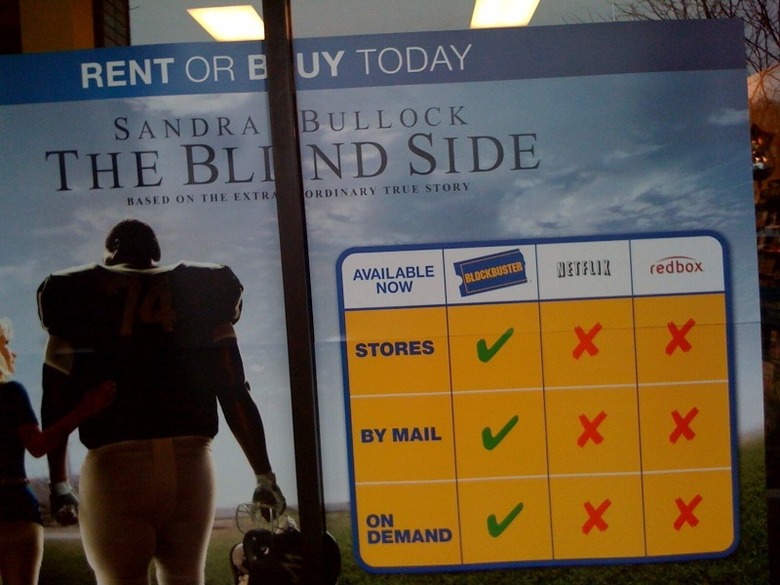 RENT OR BUY TODAY
SANDRA BULLOCK
THE BLIND SIDE
BASED ON THE EXTRAORDINARY TRUE STORY
74
AVAILABLE NOW BLOCKBUSTER NETFLIX redbox
STORES ✓ ✗ ✗
BY MAIL ✓ ✗ ✗
ON DEMAND ✓ ✗ ✗